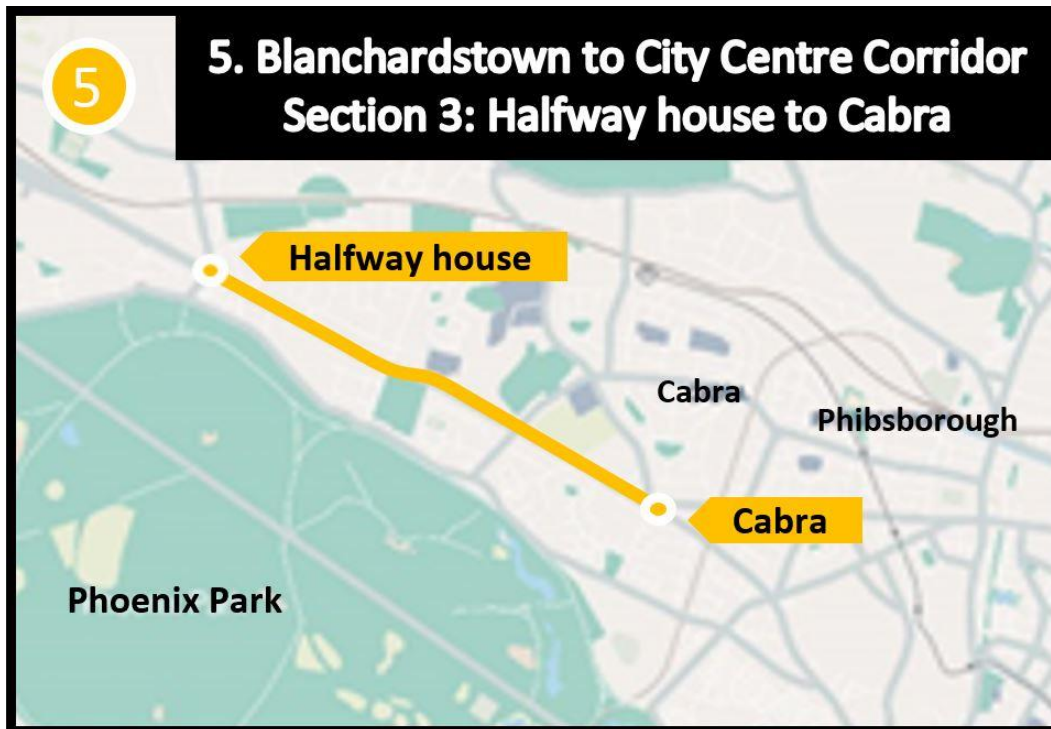 5
5. Blanchardstown to City Centre Corridor
Section 3: Halfway house to Cabra
Halfway house
Cabra
Phibsborough
Cabra
Phoenix Park